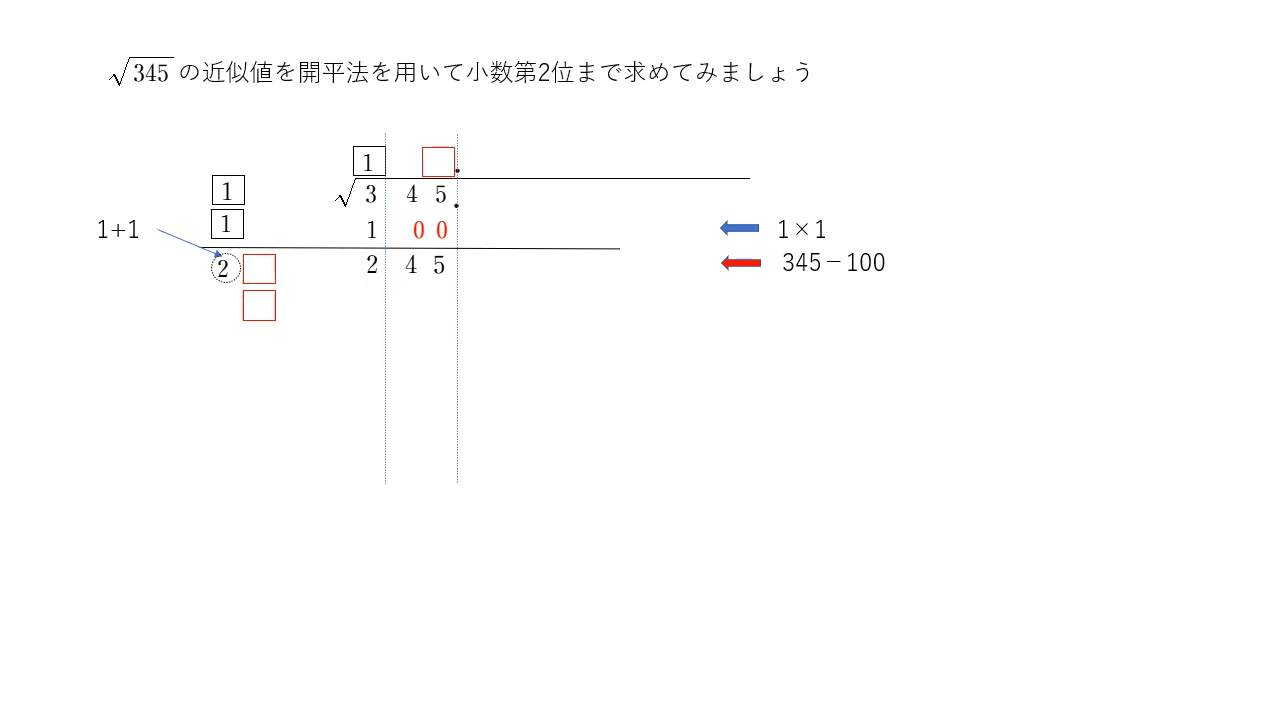 √345 の近似値を開平法を用いて小数第2位まで求めてみましょう
1 .
1 √3 4 5 .
1+1 1 1 0 0 1×1
2 2 4 5 345－100